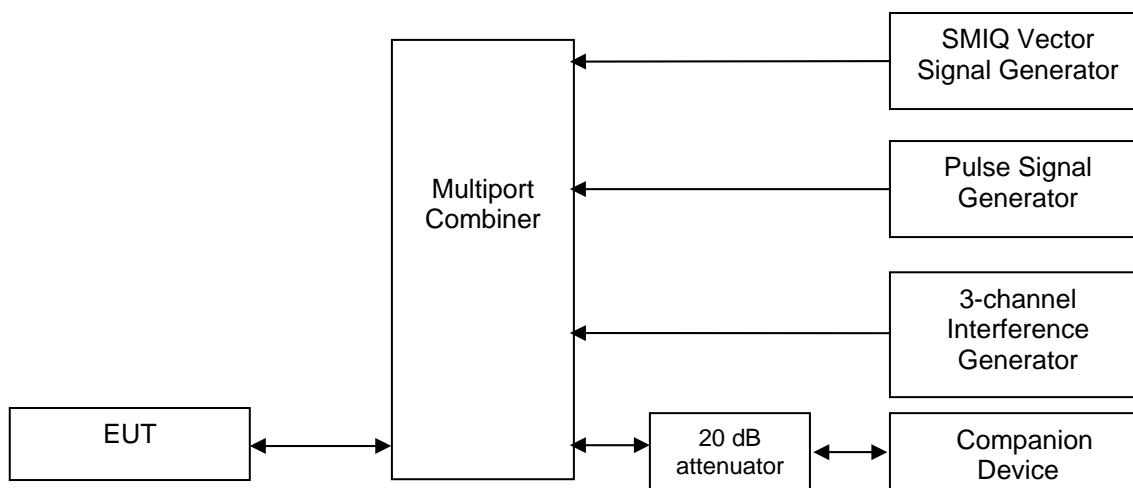 SMIQ Vector
Signal Generator
Pulse Signal
Generator
Multiport
Combiner
3-channel
Interference
Generator
EUT
20 dB
attenuator
Companion
Device